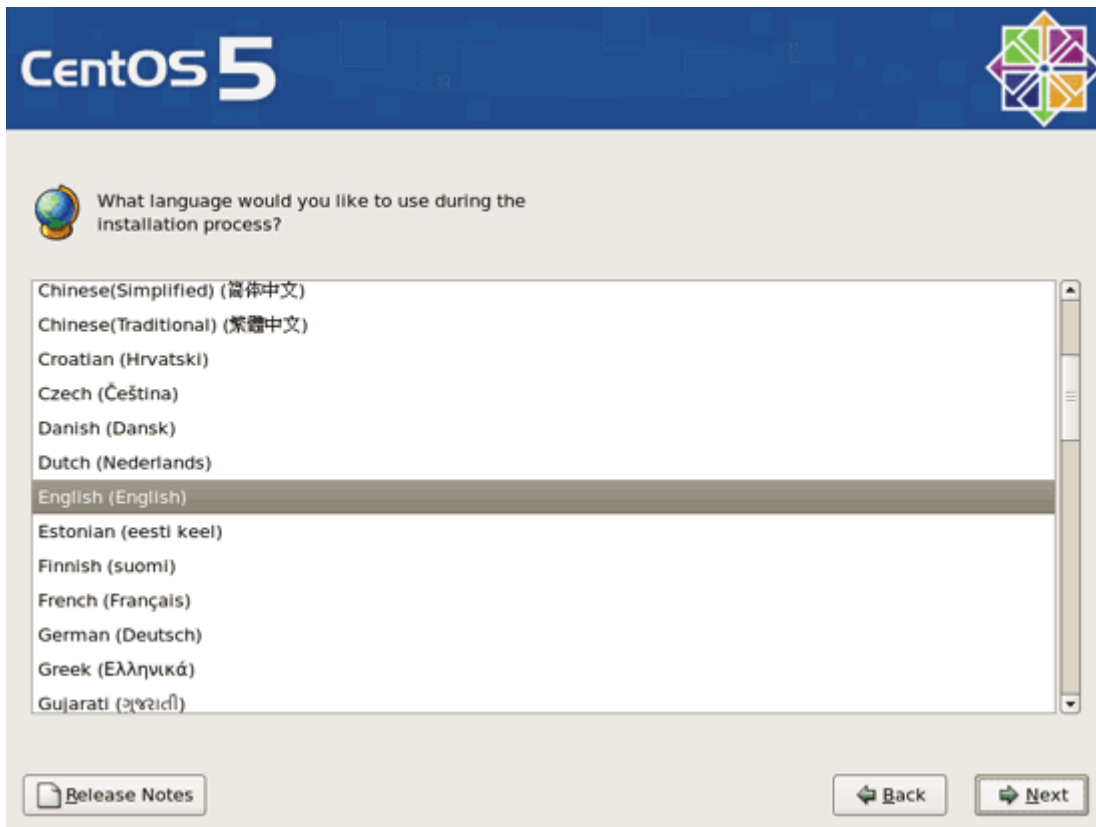 CentOS 5
What language would you like to use during the
installation process?
Chinese(Simplified) (简体中文)
Chinese(Traditional) (繁體中文)
Croatian (Hrvatski)
Czech (Čeština)
Danish (Dansk)
Dutch (Nederlands)
English (English)
Estonian (eesti keel)
Finnish (suomi)
French (Français)
German (Deutsch)
Greek (Ελληνικά)
Gujarati (ગુજરાતી)
Release Notes
Back
Next